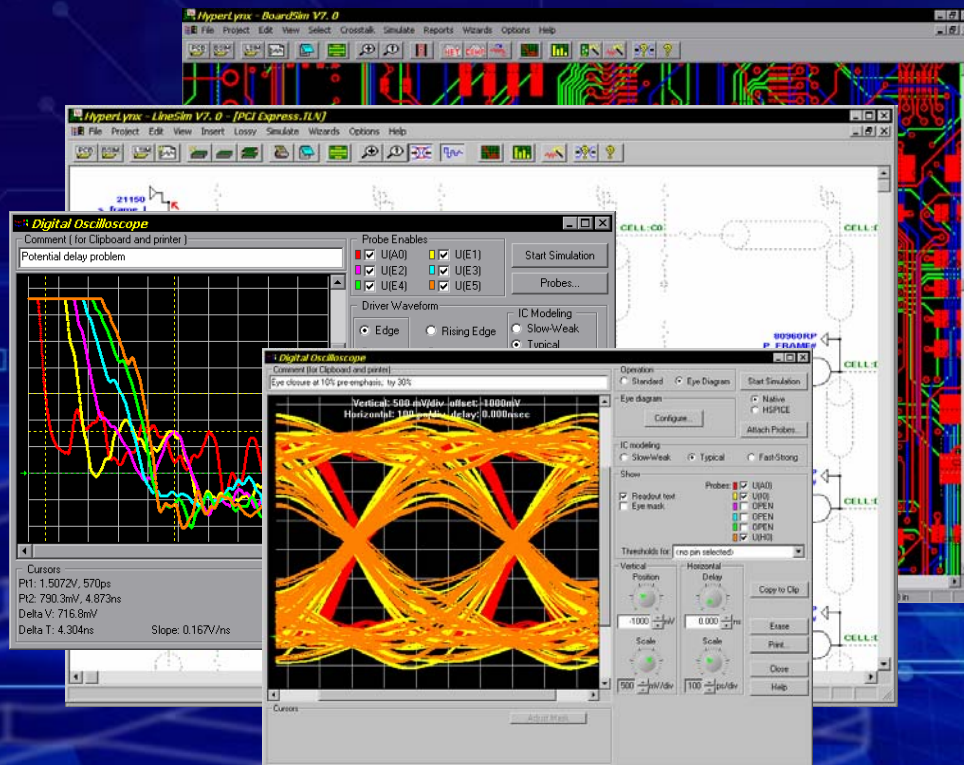 HyperLynx - BoardSim V7. 0
File Project Edit View Select Crosstalk Simulate Reports Wizards Options Help
HyperLynx - LineSim V7. 0 - [PCI Express.TLN]
File Project Edit View Insert Lossy Simulate Wizards Options Help
21150
s_frame_l
CELL:C0
80960RP
P_FRAME#
Digital Oscilloscope
Comment ( for Clipboard and printer )
Potential delay problem
Probe Enables
U(A0) U(E1)
U(E2) U(E3)
U(E4) U(E5)
Start Simulation
Probes...
Driver Waveform
Edge Rising Edge
IC Modeling
Slow-Weak
Typical
Cursors
Pt1: 1.5072V, 570ps
Pt2: 790.3mV, 4.873ns
Delta V: 716.8mV
Delta T: 4.304ns Slope: 0.167V/ns
Digital Oscilloscope
Comment (for Clipboard and printer)
Eye closure at 10% pre-emphasis; try 30%
Vertical: 500 mV/div offset: -1000mV
Horizontal: 100 ps/div delay: 0.000nsec
Operation
Standard Eye Diagram
Start Simulation
Eye diagram
Configure...
Native
HSPICE
Attach Probes...
IC modeling
Slow-Weak Typical Fast-Strong
Show
Readout text
Eye mask
Probes: U(A0)
U(I0)
OPEN
OPEN
OPEN
U(H0)
Thresholds for: <no pin selected>
Vertical
Position
-1000 mV
Scale
500 mV/div
Horizontal
Delay
0.000 ns
Scale
100 ps/div
Copy to Clip
Erase
Print...
Close
Help
Cursors
Adjust Mask...